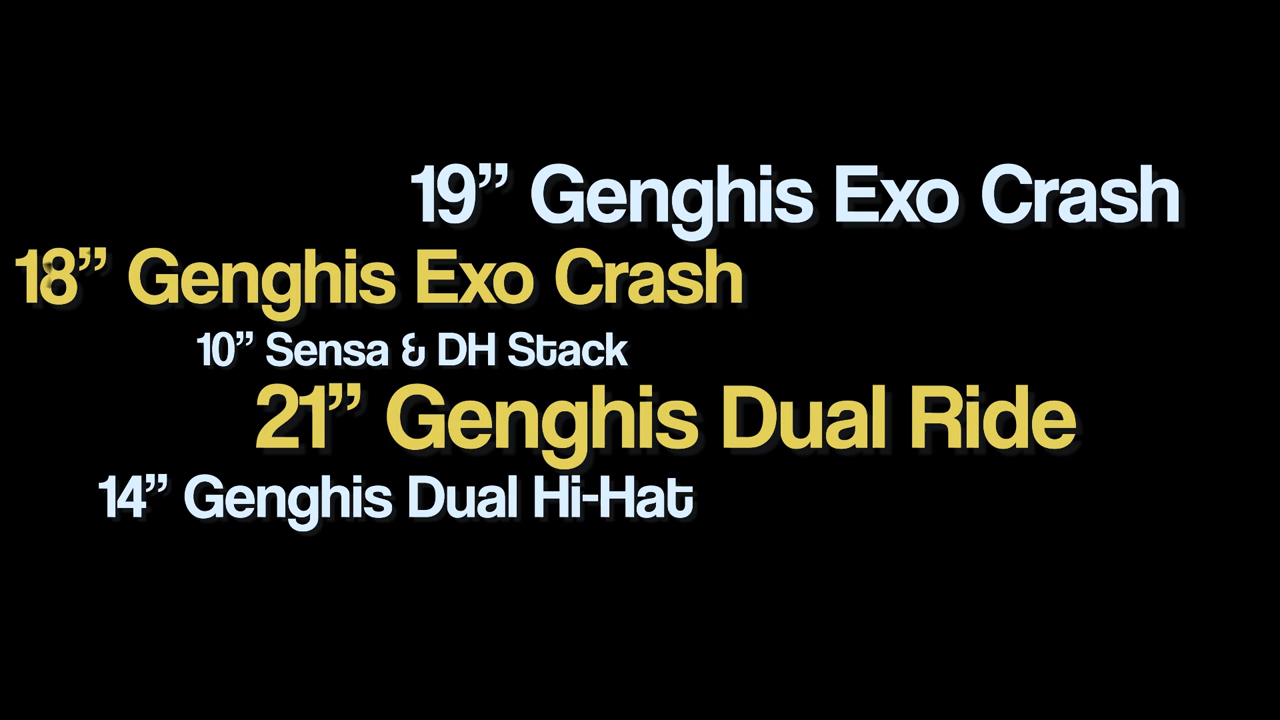 19” Genghis Exo Crash
18” Genghis Exo Crash
10” Sensa & DH Stack
21” Genghis Dual Ride
14” Genghis Dual Hi-Hat